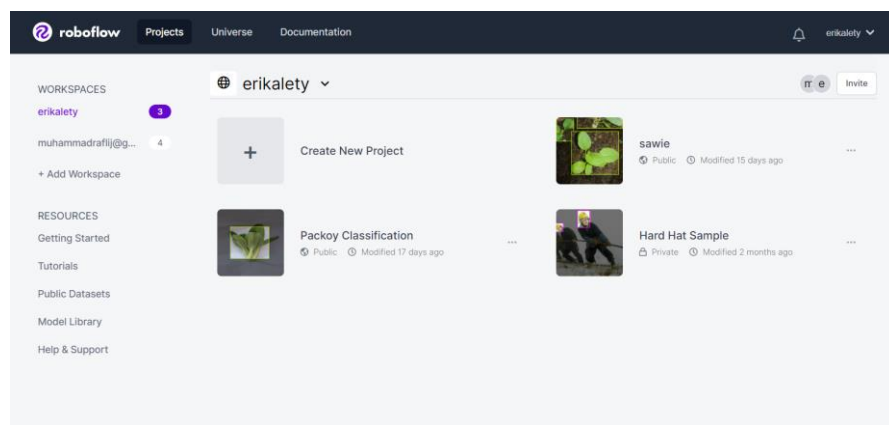 roboflow Projects Universe Documentation erikalety
WORKSPACES
erikalety 3
muhammadraflij@g... 4
+ Add Workspace
RESOURCES
Getting Started
Tutorials
Public Datasets
Model Library
Help & Support
erikalety
m e Invite
+ Create New Project
sawie
Public Modified 15 days ago
Packoy Classification
Public Modified 17 days ago
Hard Hat Sample
Private Modified 2 months ago